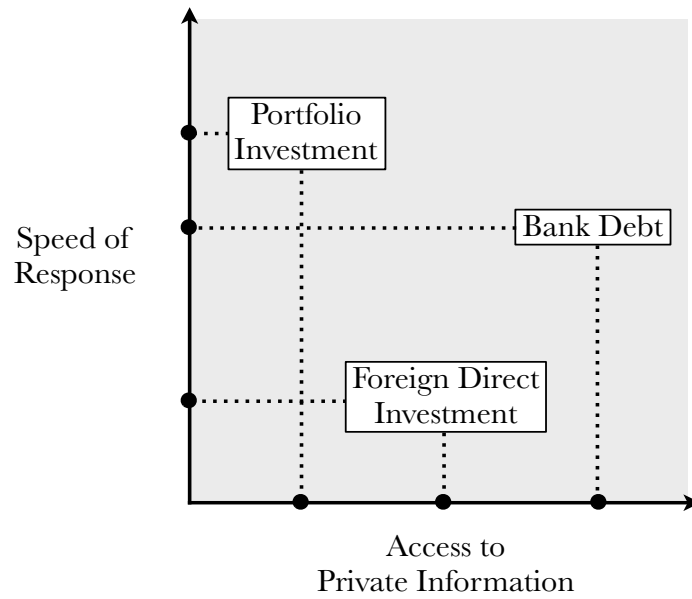 Portfolio
Investment
Bank Debt
Speed of
Response
Foreign Direct
Investment
Access to
Private Information